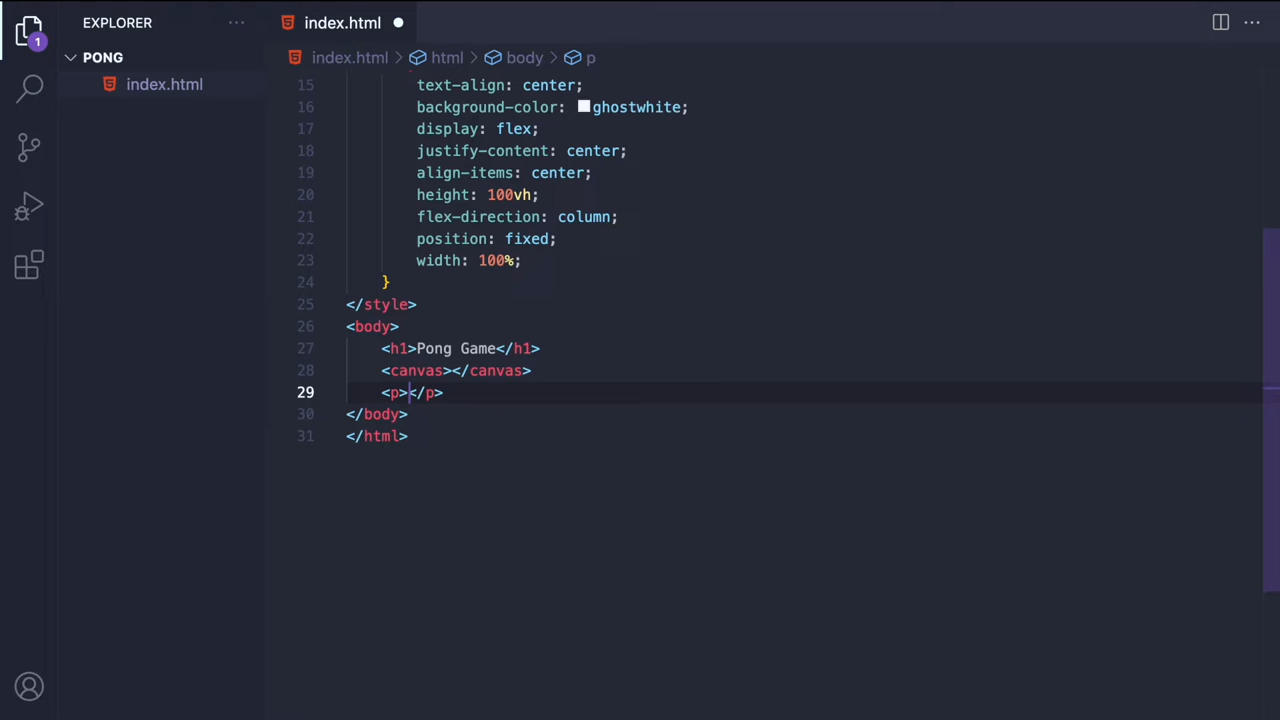 EXPLORER
1
PONG
index.html
index.html
index.html > html > body > p
15 text-align: center;
16 background-color: ghostwhite;
17 display: flex;
18 justify-content: center;
19 align-items: center;
20 height: 100vh;
21 flex-direction: column;
22 position: fixed;
23 width: 100%;
24 }
25 </style>
26 <body>
27 <h1>Pong Game</h1>
28 <canvas></canvas>
29 <p></p>
30 </body>
31 </html>